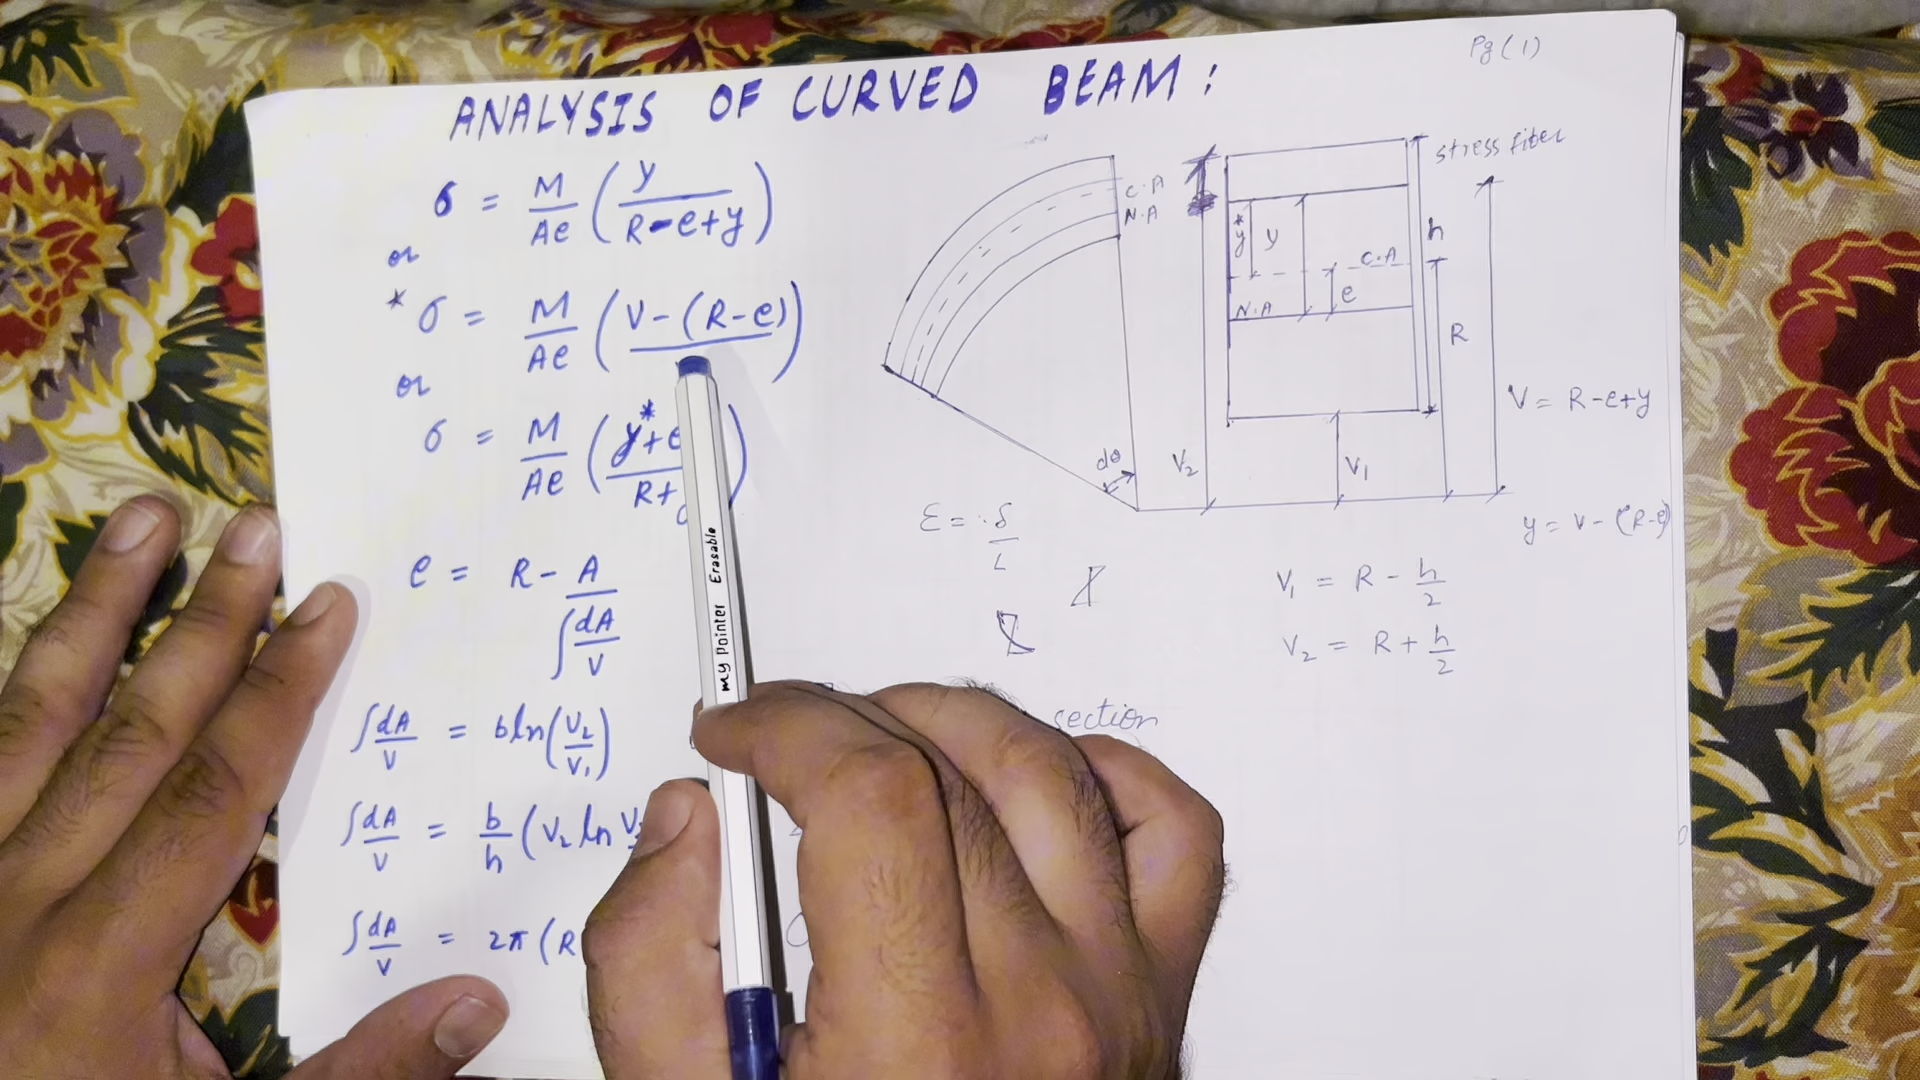 Pg(1)
ANALYSIS OF CURVED BEAM :
σ = M/Ae ( y / R-e+y )
or
* σ = M/Ae ( V-(R-e) / )
or
σ = M/Ae ( y*+e / R+ )
e = R - A / ∫dA/V
∫dA/V = b ln(V₂/V₁)
∫dA/V = b/h (V₂ ln V₂
∫dA/V = 2π (R
C.A
N.A
dθ
stress fiber
*y
y
C.A
e
N.A
h
R
V₂
V₁
V = R-e+y
y = V-(R-e)
ε = δ/L
V₁ = R - h/2
V₂ = R + h/2
section
my Pointer Erasable